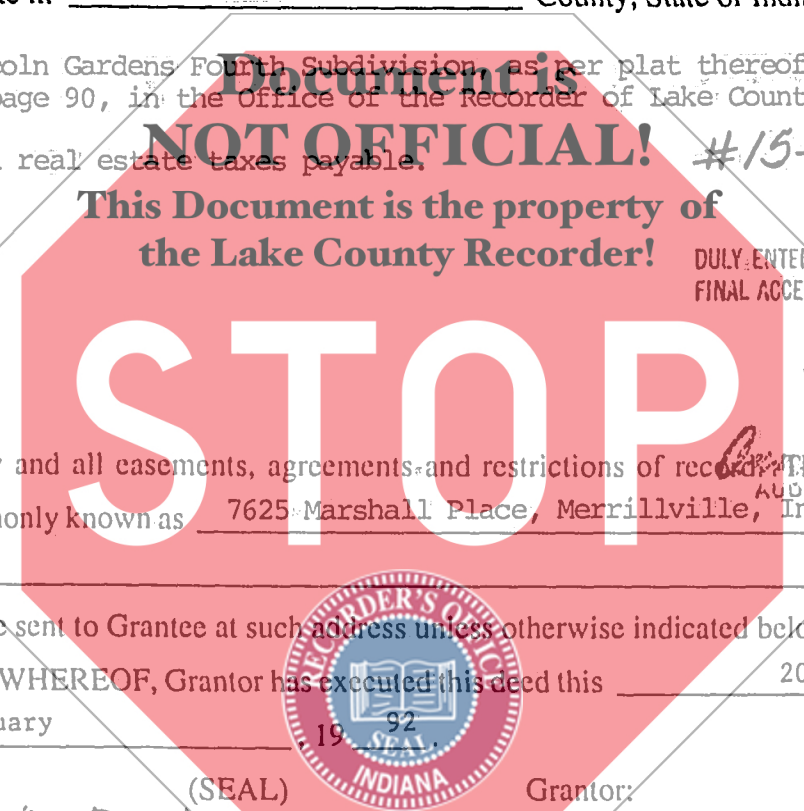 County, State of Indi
oln Gardens Fourth Subdivision, as per plat thereof
page 90, in the Office of the Recorder of Lake Count
real estate taxes payable.
#15-
Document is
NOT OFFICIAL!
This Document is the property of
the Lake County Recorder!
DULY ENTE
FINAL ACCE
STOP
and all easements, agreements and restrictions of record. Th
AUD
monly known as 7625 Marshall Place, Merrillville, In
e sent to Grantee at such address unless otherwise indicated belo
WHEREOF, Grantor has executed this deed this 20
uary , 19 92 .
RECORDER'S OFFICE
SEAL
INDIANA
(SEAL) Grantor: